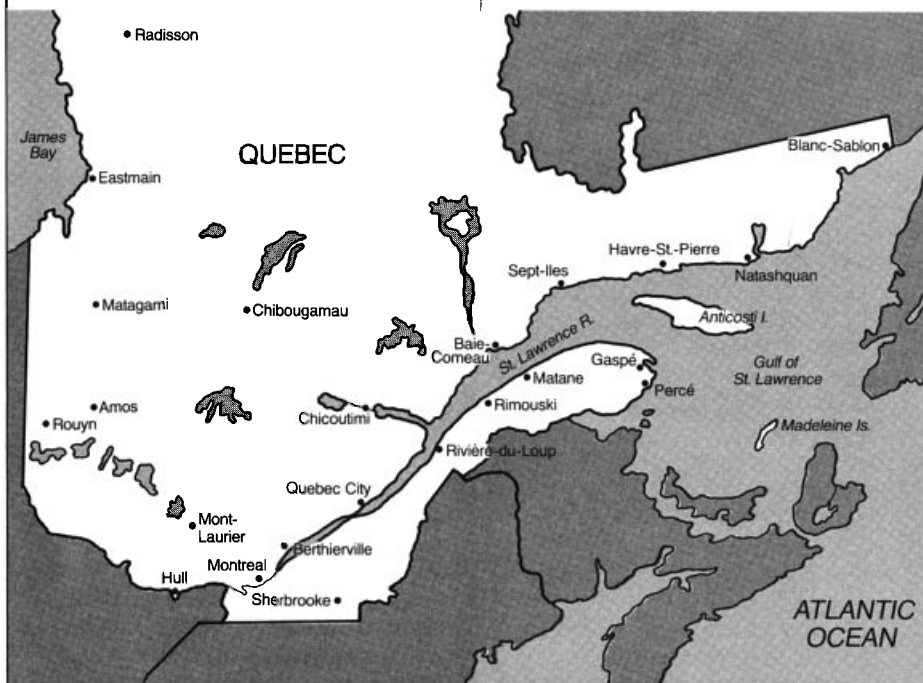 Radisson
James
Bay
QUEBEC
Blanc-Sablon
Eastmain
Havre-St.-Pierre
Sept-Iles
Natashquan
Matagami
Chibougamau
Anticosti I.
St. Lawrence R.
Baie-
Comeau
Gaspé
Gulf of
St. Lawrence
Matane
Percé
Amos
Chicoutimi
Rimouski
Rouyn
Madeleine Is.
Rivière-du-Loup
Quebec City
Mont-
Laurier
Berthierville
Montreal
Hull
Sherbrooke
ATLANTIC
OCEAN